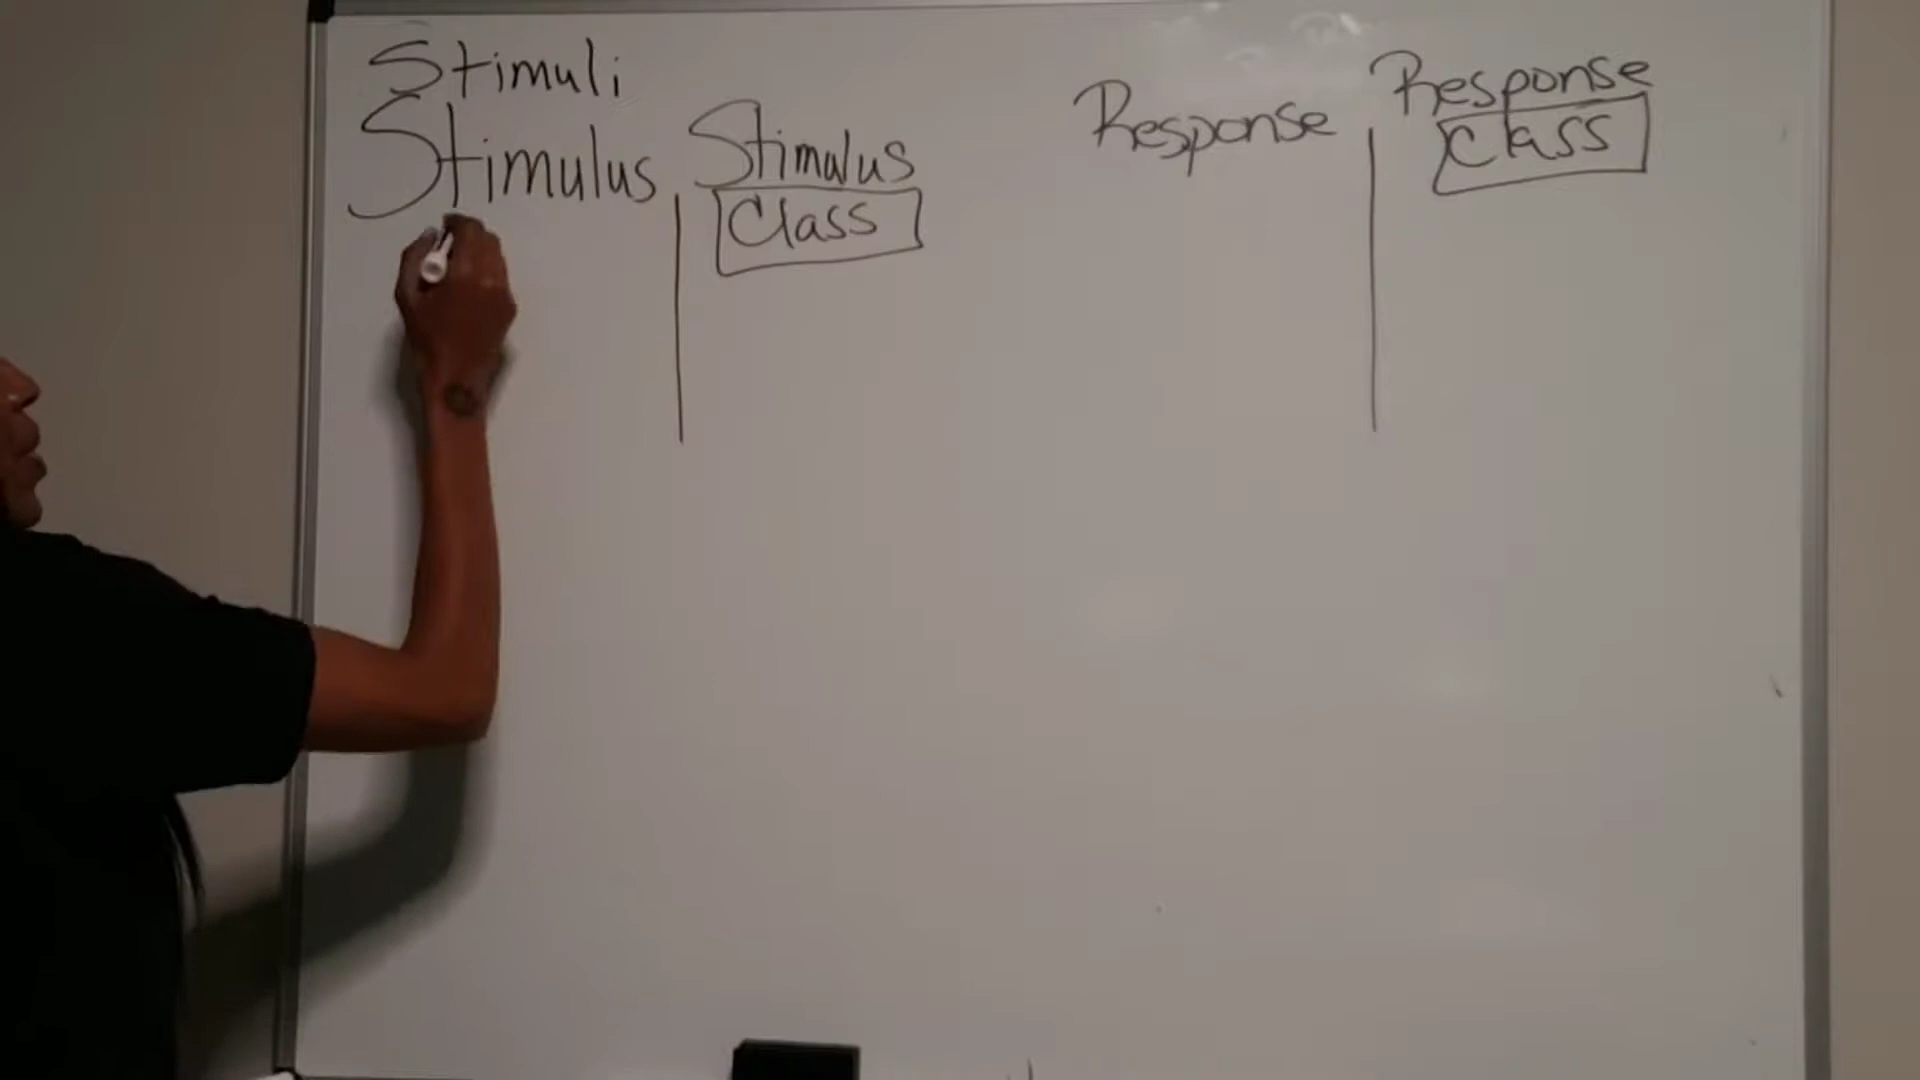 Stimuli
Stimulus
Stimulus
Class
Response
Response
Class